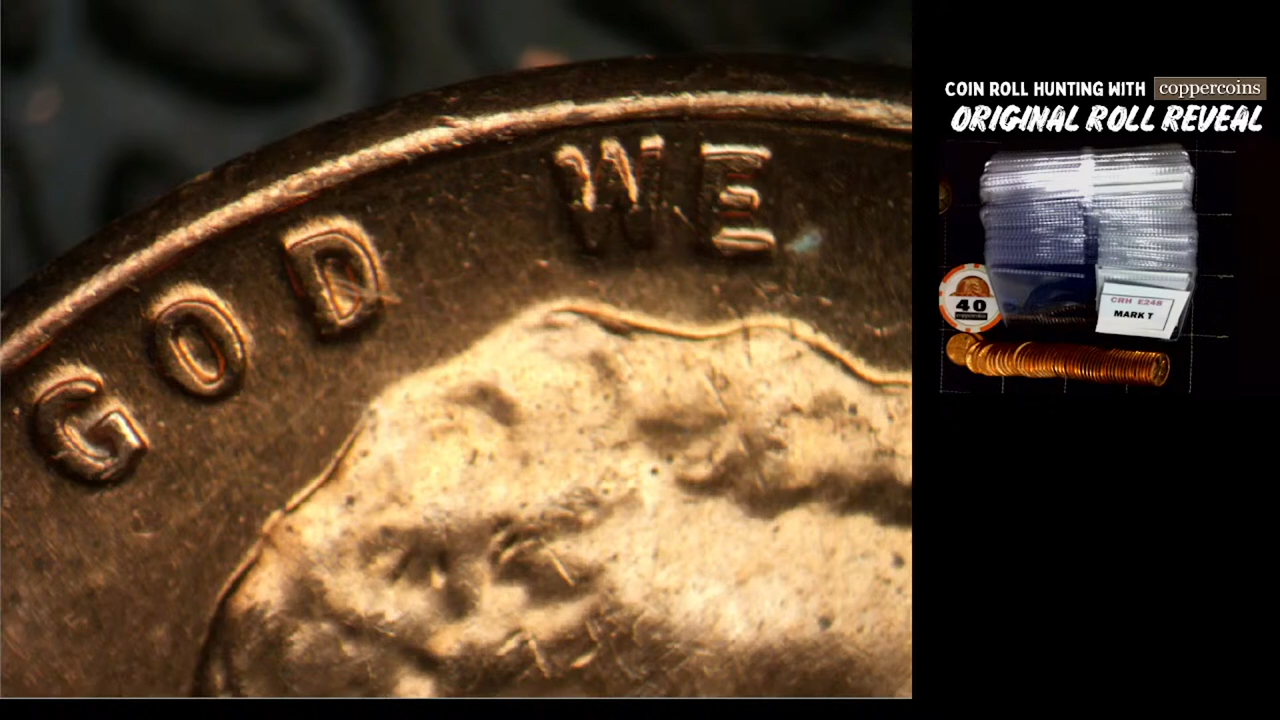 GOD WE
COIN ROLL HUNTING WITH coppercoins
ORIGINAL ROLL REVEAL
40
CRH E248
MARK T